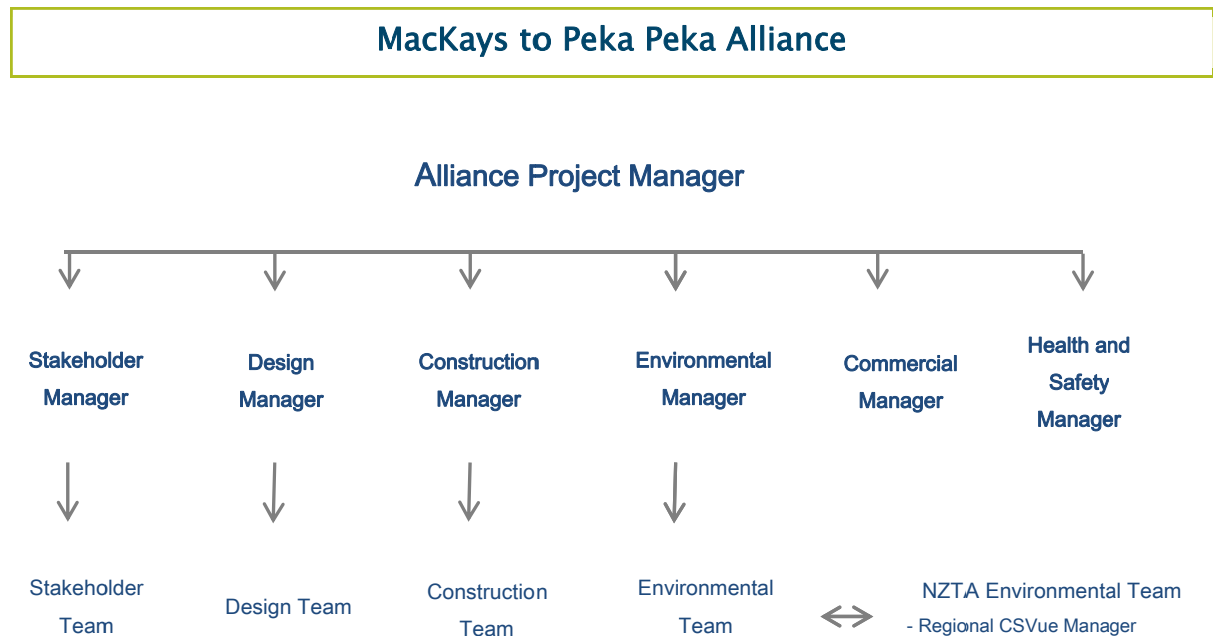 MacKays to Peka Peka Alliance
Alliance Project Manager
Stakeholder
Manager
Design
Manager
Construction
Manager
Environmental
Manager
Commercial
Manager
Health and
Safety
Manager
Stakeholder
Team
Design Team
Construction
Team
Environmental
Team
NZTA Environmental Team
- Regional CSVue Manager